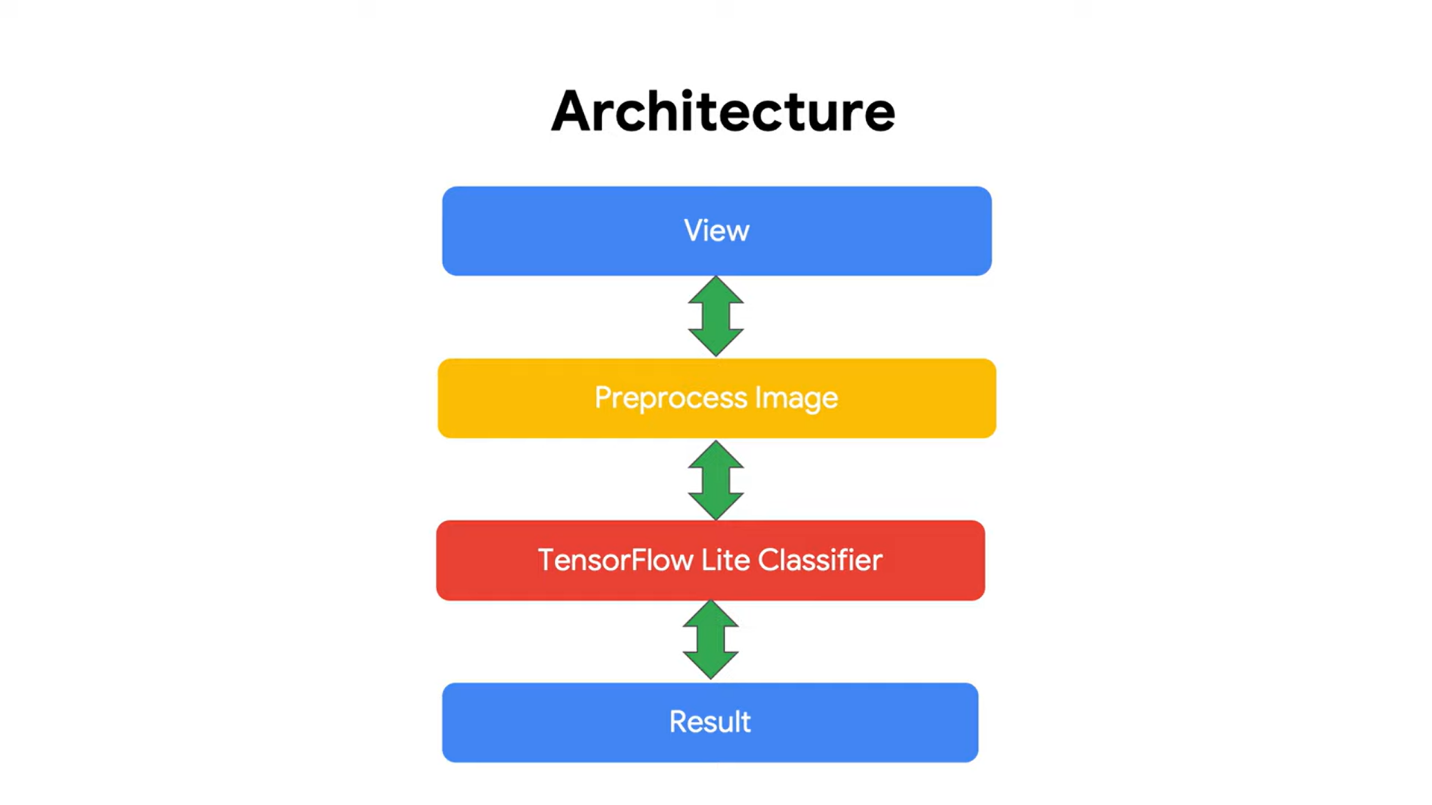 Architecture
View
Preprocess Image
TensorFlow Lite Classifier
Result